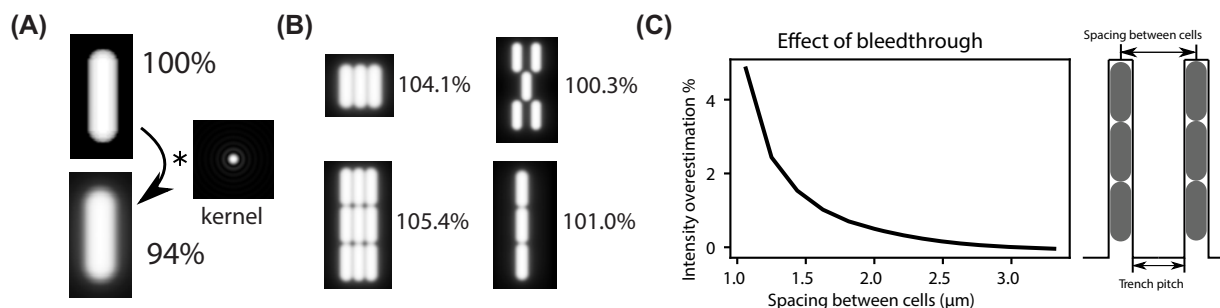 (A)
100%
*
kernel
94%
(B)
104.1%
100.3%
105.4%
101.0%
(C)
Effect of bleedthrough
Intensity overestimation %
4
2
0
1.0 1.5 2.0 2.5 3.0
Spacing between cells (µm)
Spacing between cells
Trench pitch